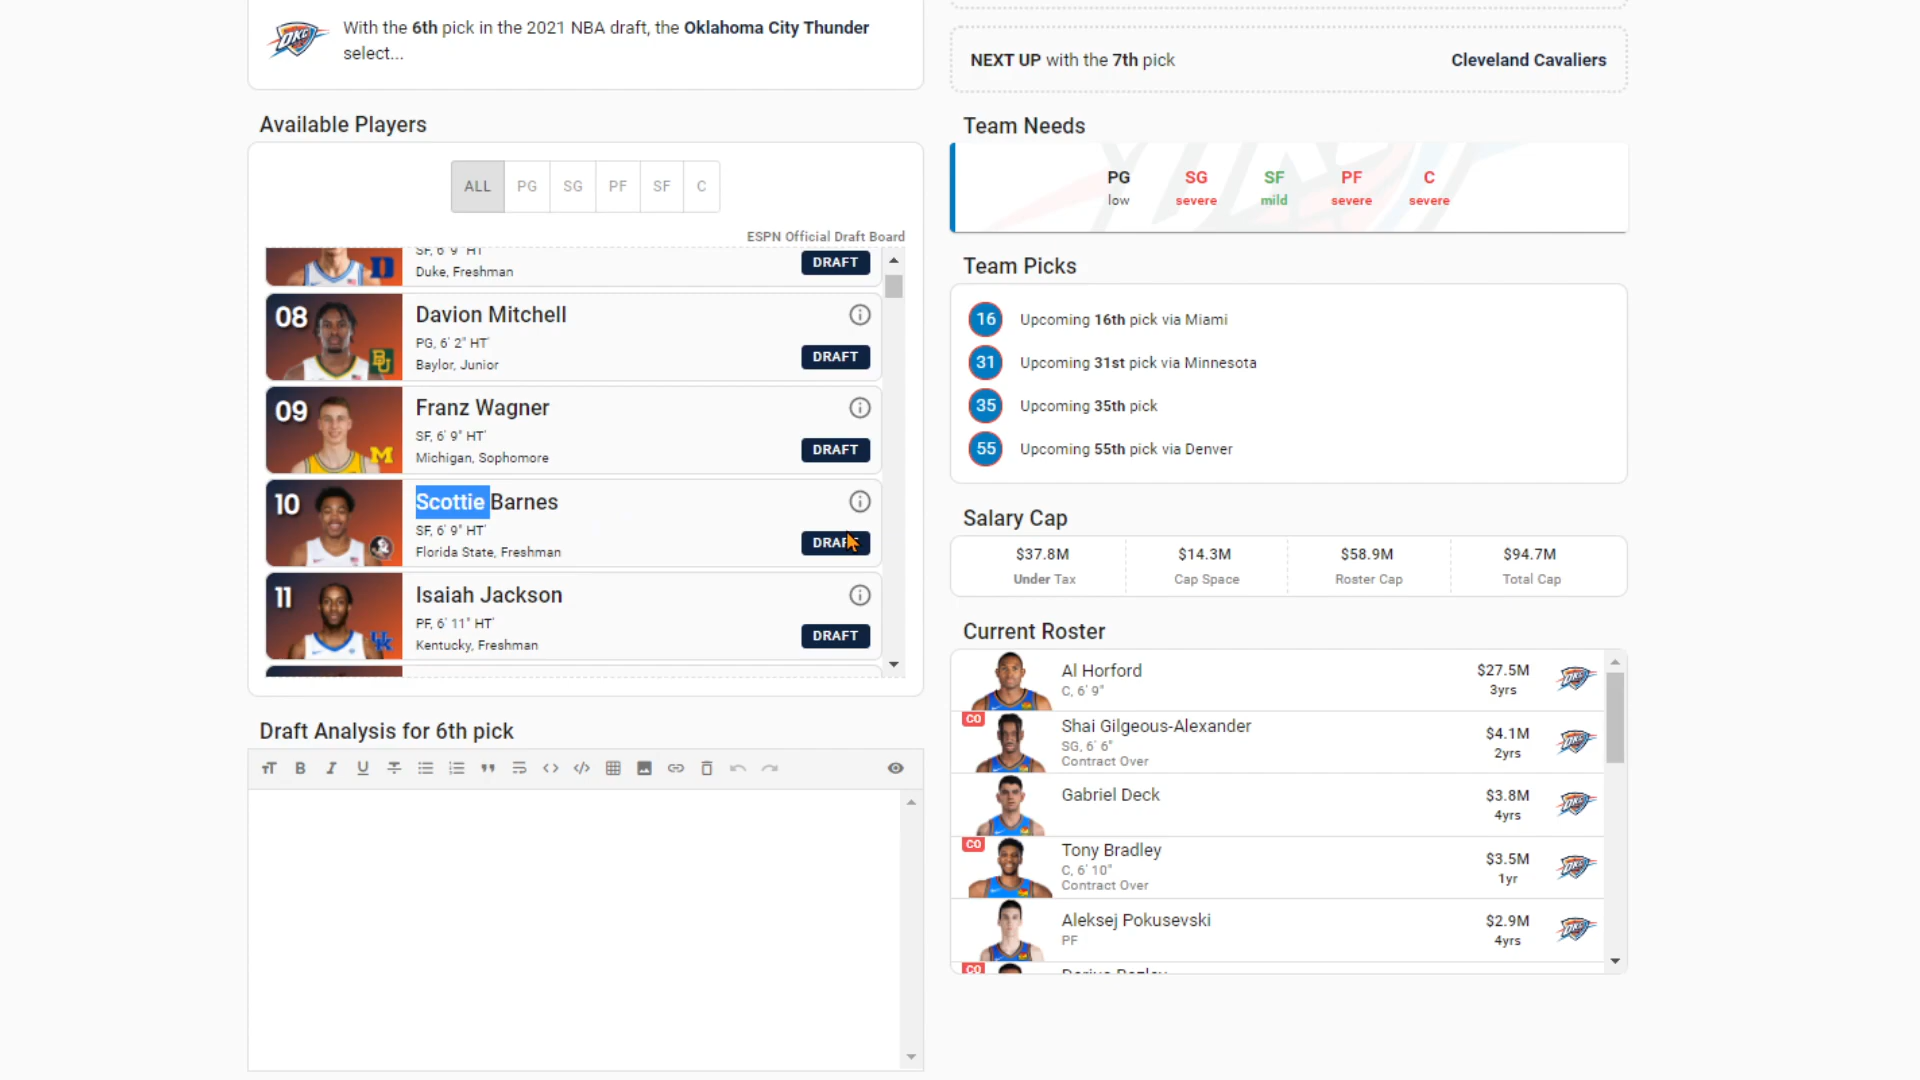 With the 6th pick in the 2021 NBA draft, the Oklahoma City Thunder
select...
NEXT UP with the 7th pick
Cleveland Cavaliers
Available Players
ALL PG SG PF SF C
ESPN Official Draft Board
SF, 6' 9" HT'
Duke, Freshman
DRAFT
08
Davion Mitchell
PG, 6' 2" HT'
Baylor, Junior
DRAFT
09
Franz Wagner
SF, 6' 9" HT'
Michigan, Sophomore
DRAFT
10
Scottie Barnes
SF, 6' 9" HT'
Florida State, Freshman
DRAFT
11
Isaiah Jackson
PF, 6' 11" HT'
Kentucky, Freshman
DRAFT
Draft Analysis for 6th pick
Team Needs
PG SG SF PF C
low severe mild severe severe
Team Picks
16 Upcoming 16th pick via Miami
31 Upcoming 31st pick via Minnesota
35 Upcoming 35th pick
55 Upcoming 55th pick via Denver
Salary Cap
$37.8M $14.3M $58.9M $94.7M
Under Tax Cap Space Roster Cap Total Cap
Current Roster
Al Horford
C, 6' 9"
$27.5M
3yrs
CO
Shai Gilgeous-Alexander
SG, 6' 6"
Contract Over
$4.1M
2yrs
Gabriel Deck
$3.8M
4yrs
CO
Tony Bradley
C, 6' 10"
Contract Over
$3.5M
1yr
Aleksej Pokusevski
PF
$2.9M
4yrs
CO